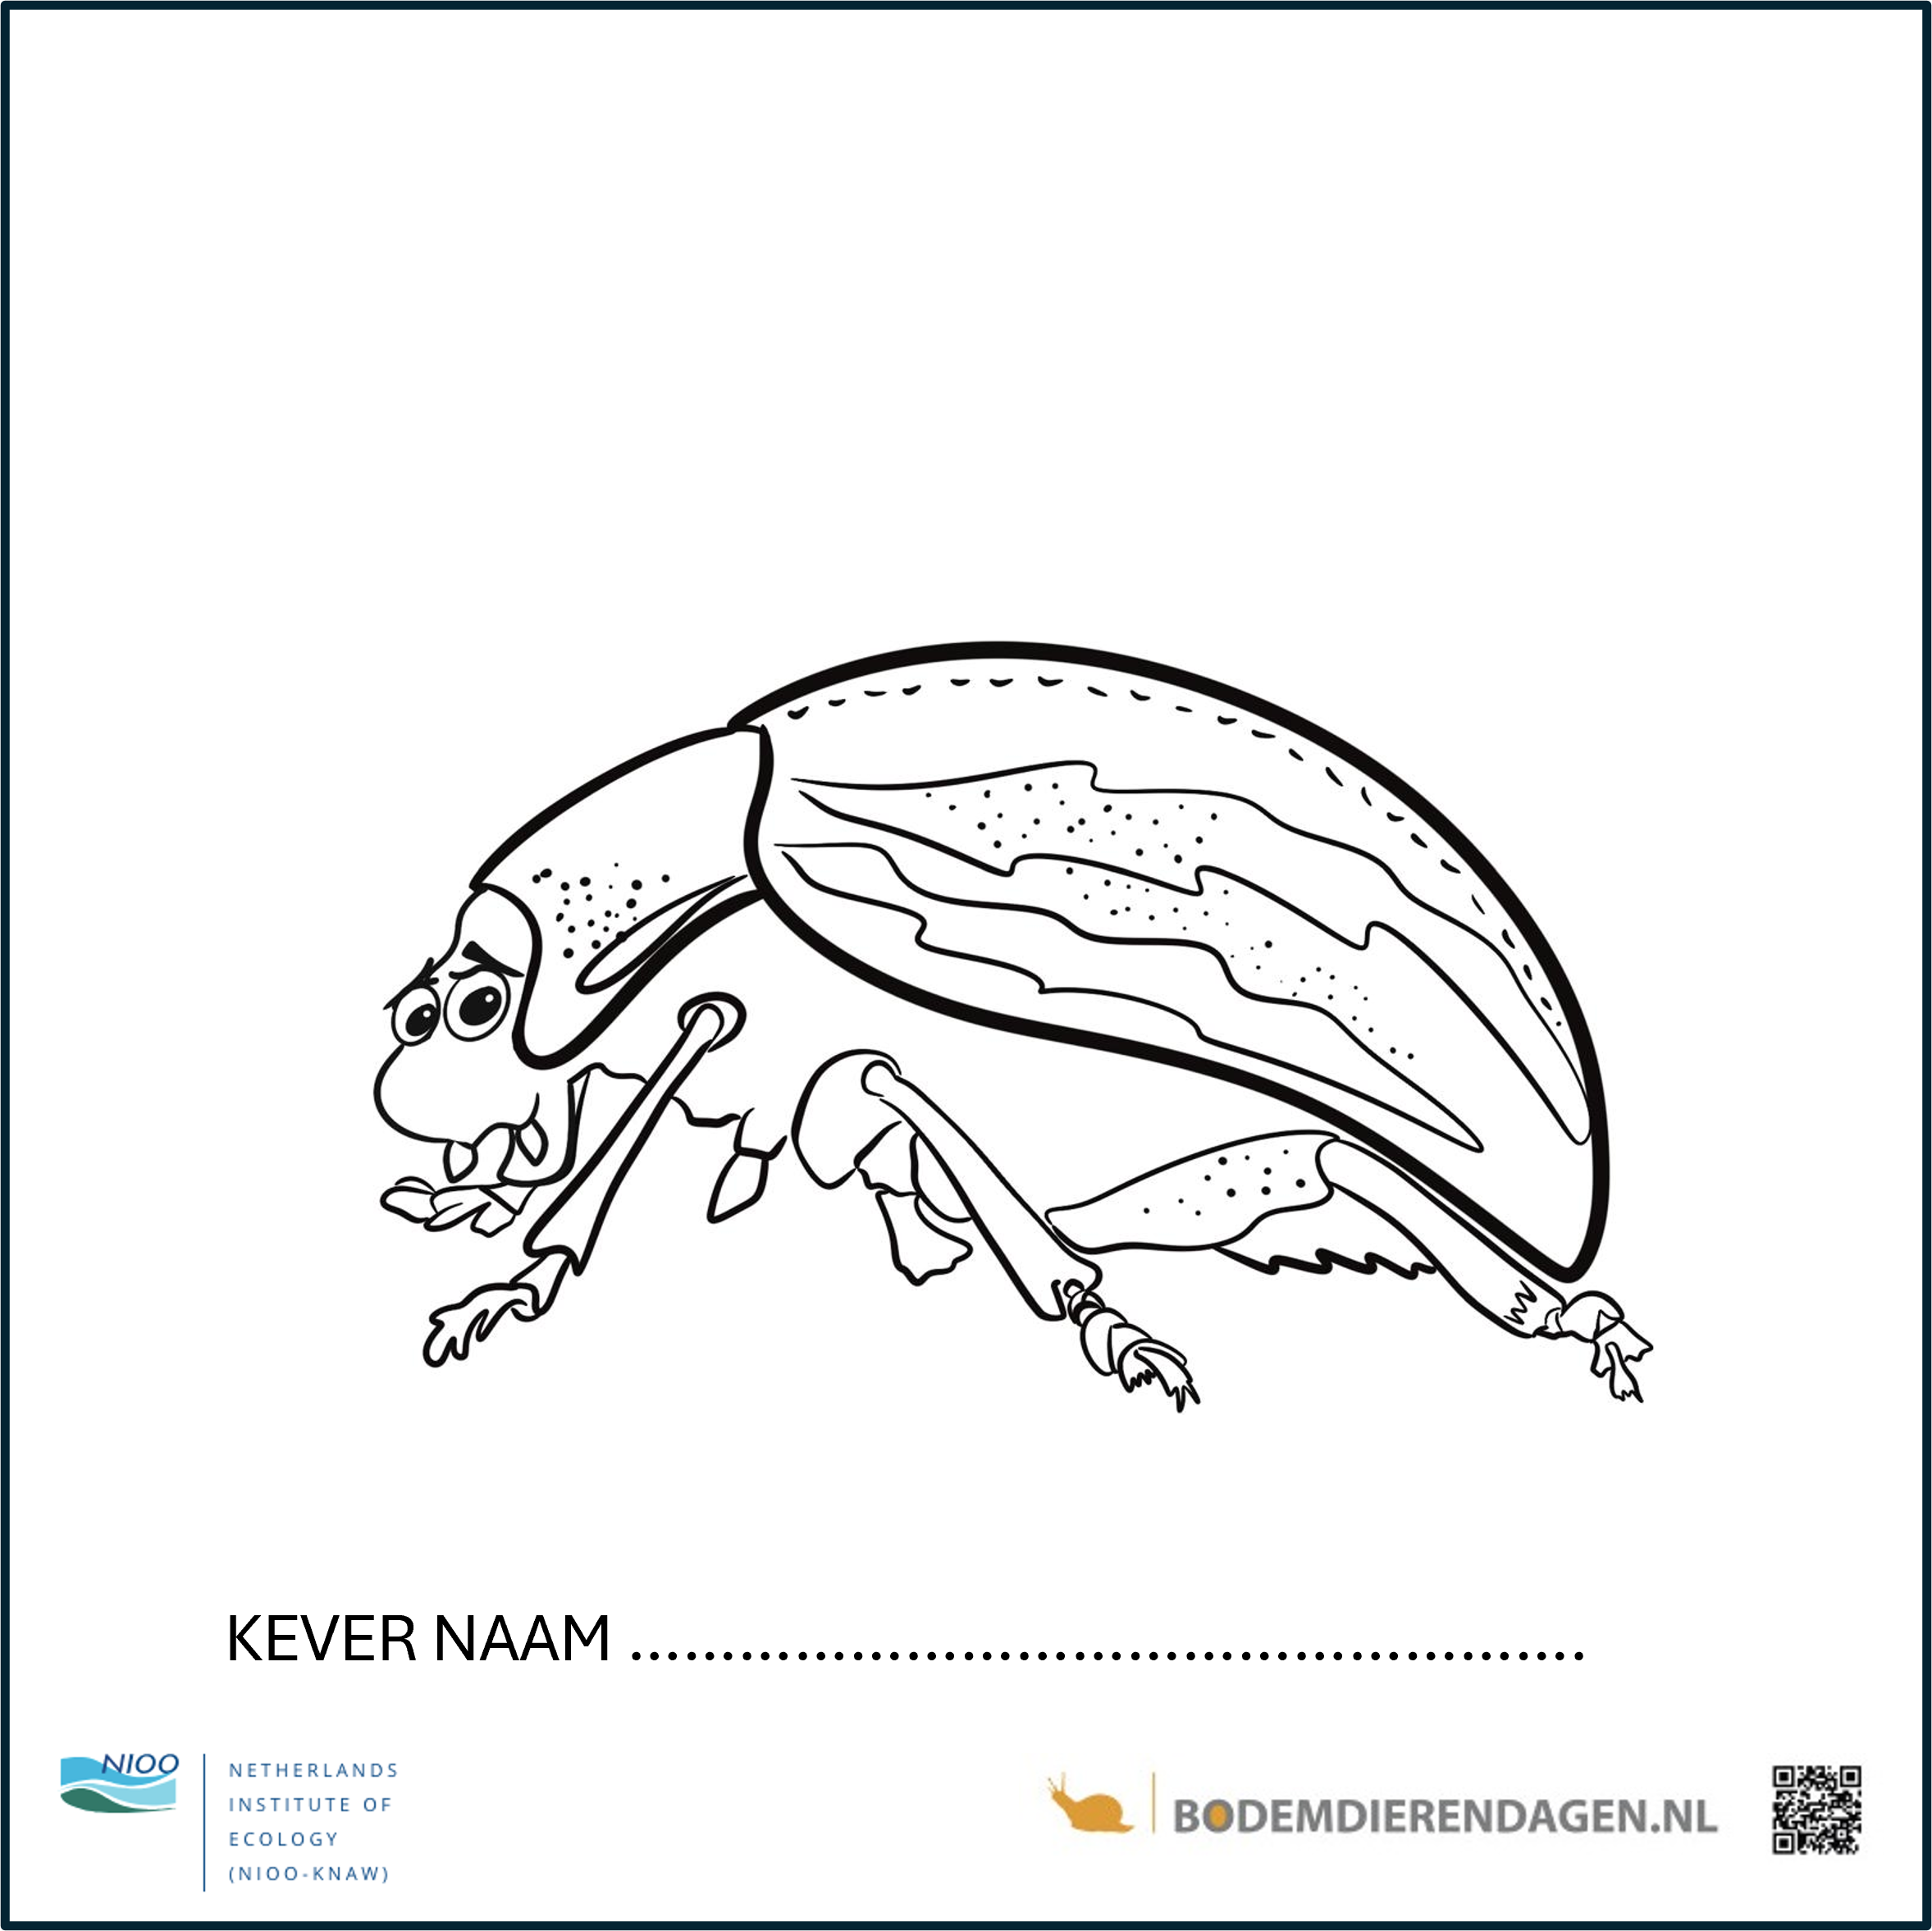 KEVER NAAM ....................................................
NIOO
NETHERLANDS
INSTITUTE OF
ECOLOGY
(NIOO-KNAW)
BODEMDIERENDAGEN.NL